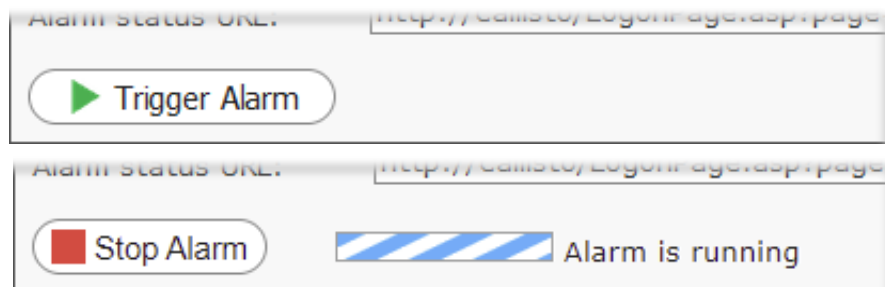 Alarm status URL: http://Callisto/LogonPage.asp?page
Trigger Alarm
Alarm status URL: http://Callisto/LogonPage.asp?page
Stop Alarm Alarm is running